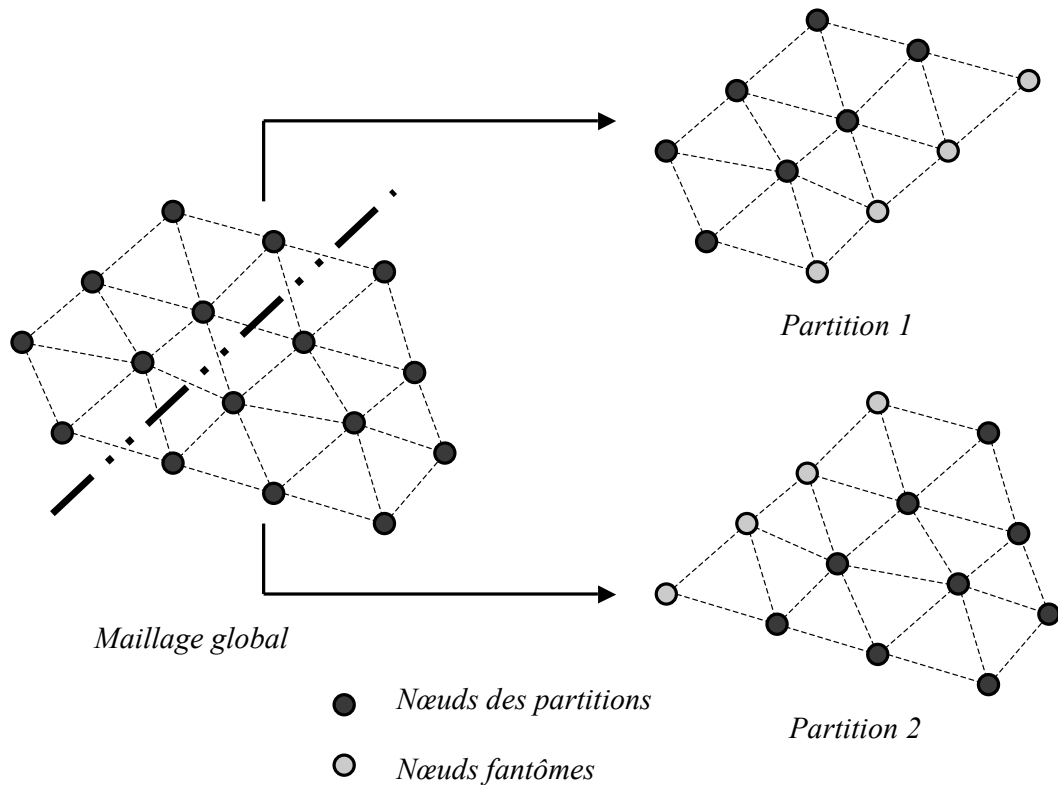 Partition 1
Maillage global
Nœuds des partitions
Partition 2
Nœuds fantômes